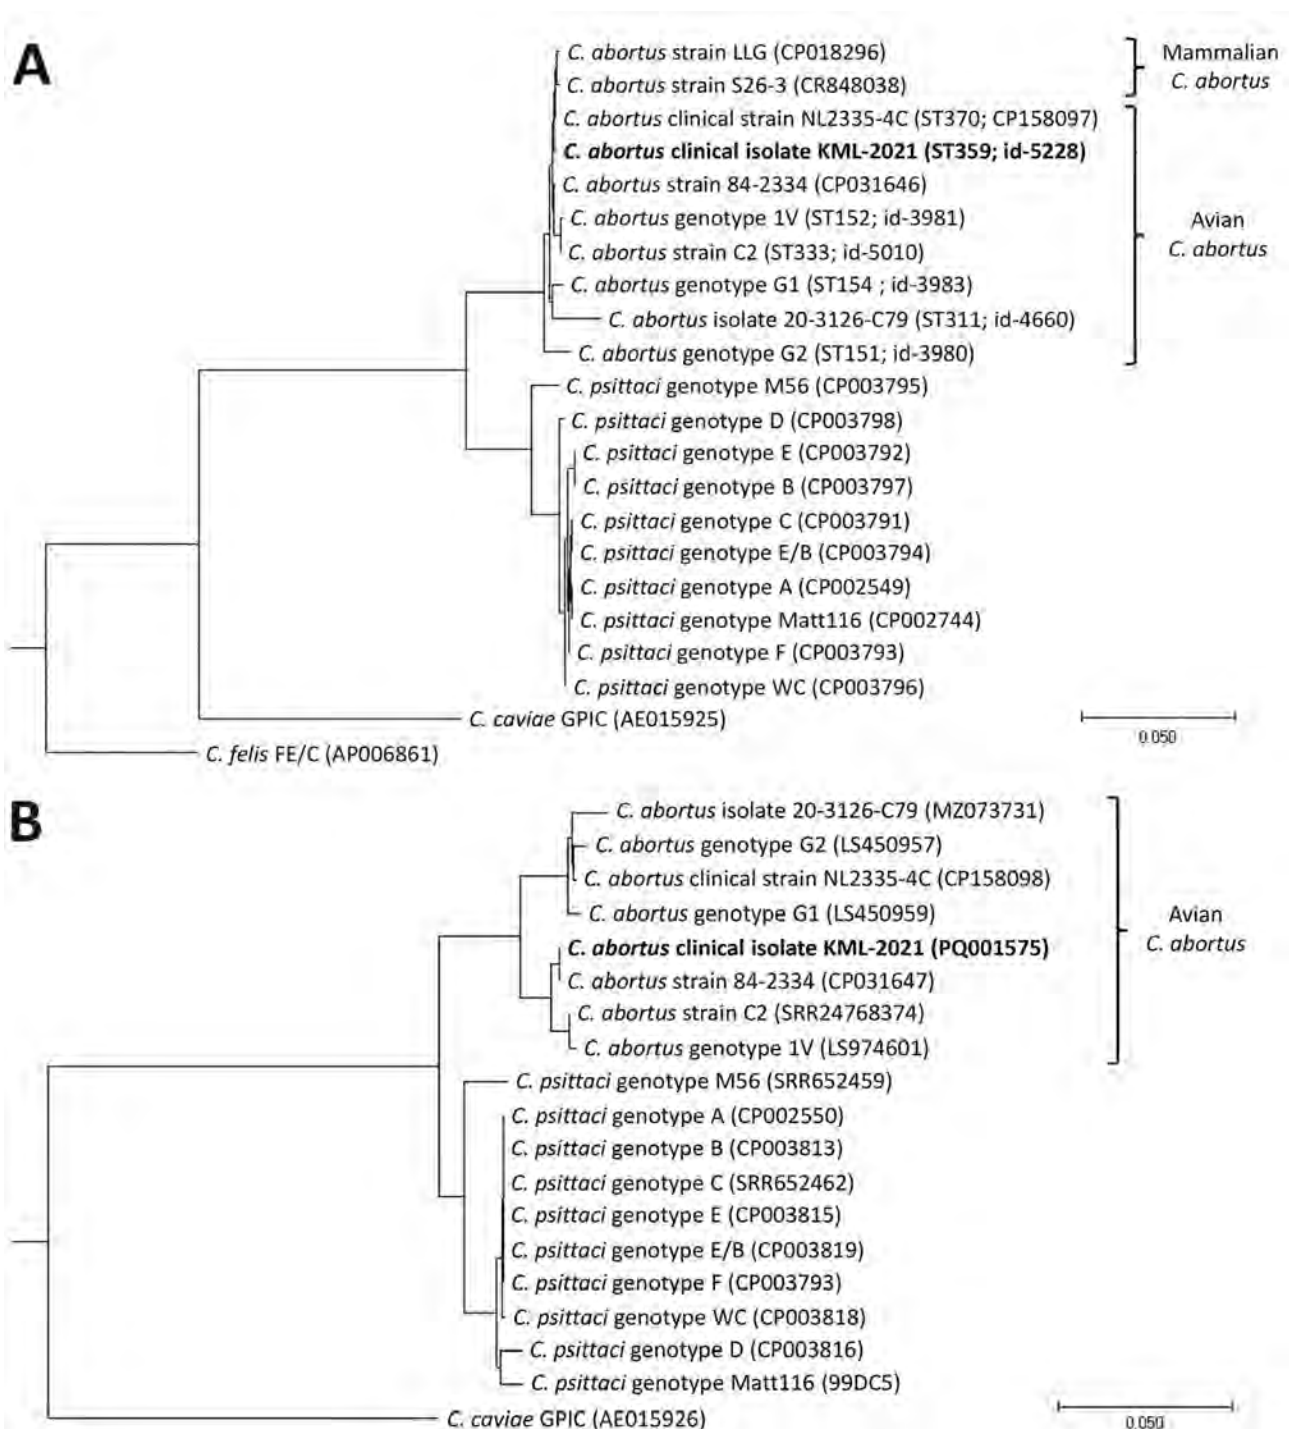 A
C. abortus strain LLG (CP018296)
C. abortus strain S26-3 (CR848038)
Mammalian
C. abortus
C. abortus clinical strain NL2335-4C (ST370; CP158097)
C. abortus clinical isolate KML-2021 (ST359; id-5228)
C. abortus strain 84-2334 (CP031646)
C. abortus genotype 1V (ST152; id-3981)
C. abortus strain C2 (ST333; id-5010)
C. abortus genotype G1 (ST154 ; id-3983)
C. abortus isolate 20-3126-C79 (ST311; id-4660)
C. abortus genotype G2 (ST151; id-3980)
Avian
C. abortus
C. psittaci genotype M56 (CP003795)
C. psittaci genotype D (CP003798)
C. psittaci genotype E (CP003792)
C. psittaci genotype B (CP003797)
C. psittaci genotype C (CP003791)
C. psittaci genotype E/B (CP003794)
C. psittaci genotype A (CP002549)
C. psittaci genotype Matt116 (CP002744)
C. psittaci genotype F (CP003793)
C. psittaci genotype WC (CP003796)
C. caviae GPIC (AE015925)
C. felis FE/C (AP006861)
0.050
B
C. abortus isolate 20-3126-C79 (MZ073731)
C. abortus genotype G2 (LS450957)
C. abortus clinical strain NL2335-4C (CP158098)
C. abortus genotype G1 (LS450959)
C. abortus clinical isolate KML-2021 (PQ001575)
C. abortus strain 84-2334 (CP031647)
C. abortus strain C2 (SRR24768374)
C. abortus genotype 1V (LS974601)
Avian
C. abortus
C. psittaci genotype M56 (SRR652459)
C. psittaci genotype A (CP002550)
C. psittaci genotype B (CP003813)
C. psittaci genotype C (SRR652462)
C. psittaci genotype E (CP003815)
C. psittaci genotype E/B (CP003819)
C. psittaci genotype F (CP003793)
C. psittaci genotype WC (CP003818)
C. psittaci genotype D (CP003816)
C. psittaci genotype Matt116 (99DC5)
C. caviae GPIC (AE015926)
0.050